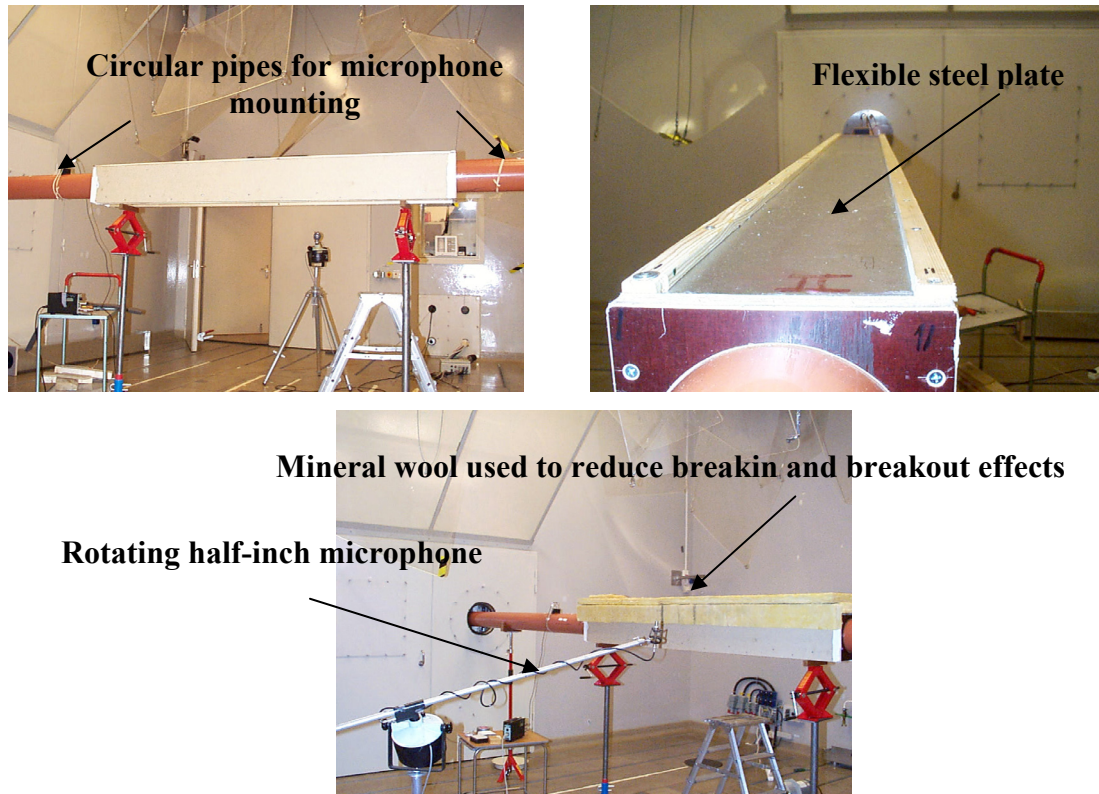 Circular pipes for microphone
mounting
Flexible steel plate
Mineral wool used to reduce breakin and breakout effects
Rotating half-inch microphone